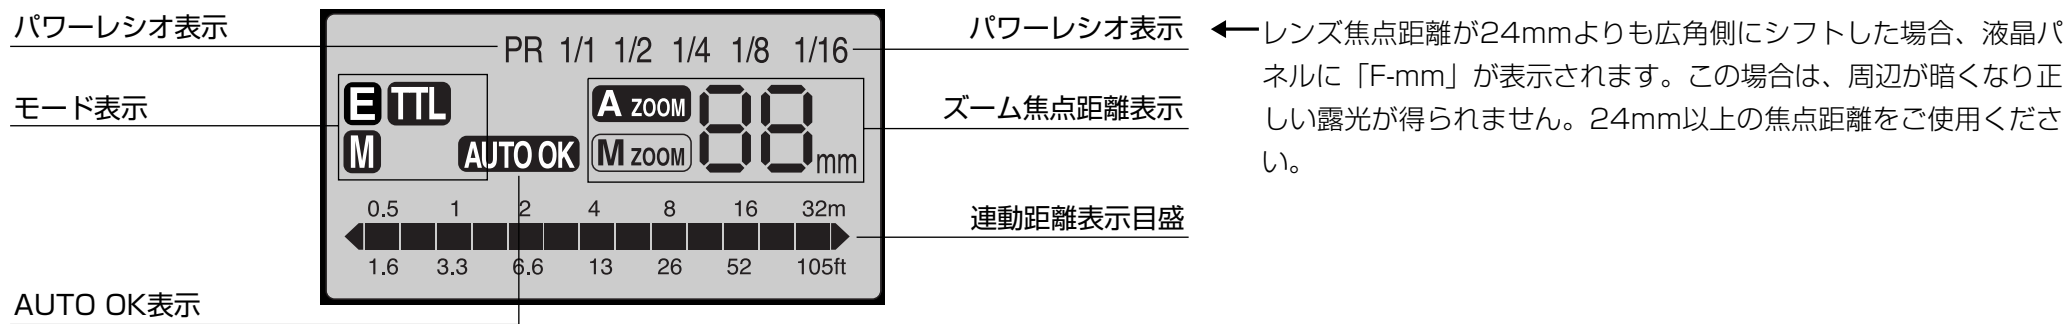 パワーレシオ表示
モード表示
AUTO OK表示
PR 1/1 1/2 1/4 1/8 1/16
E TTL
M
AUTO OK
A ZOOM
M ZOOM
88mm
0.5 1 2 4 8 16 32m
1.6 3.3 6.6 13 26 52 105ft
パワーレシオ表示
ズーム焦点距離表示
連動距離表示目盛
←レンズ焦点距離が24mmよりも広角側にシフトした場合、液晶パ
ネルに「F-mm」が表示されます。この場合は、周辺が暗くなり正
しい露光が得られません。24mm以上の焦点距離をご使用くださ
い。